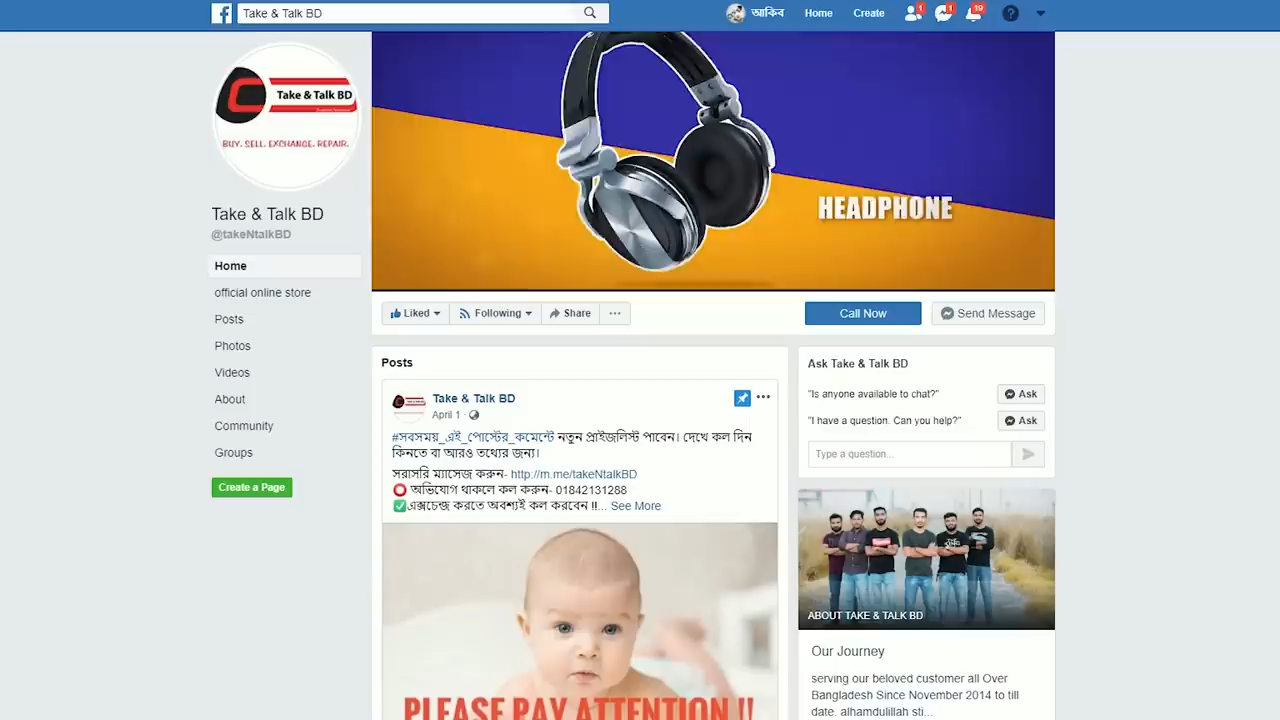 Take & Talk BD
আকিব
Home
Create
1
1
19
Take & Talk BD
BUY. SELL. EXCHANGE. REPAIR.
HEADPHONE
Take & Talk BD
@takeNtalkBD
Home
official online store
Posts
Photos
Videos
About
Community
Groups
Create a Page
Liked
Following
Share
Call Now
Send Message
Posts
Take & Talk BD
April 1
#সবসময়_এই_পোস্টের_কমেন্টে নতুন প্রাইজলিস্ট পাবেন। দেখে কল দিন
কিনতে বা আরও তথ্যের জন্য।
সরাসরি ম্যাসেজ করুন- http://m.me/takeNtalkBD
অভিযোগ থাকলে কল করুন- 01842131288
এক্সচেন্জ করতে অবশ্যই কল করবেন !!... See More
PLEASE PAY ATTENTION !!
Ask Take & Talk BD
"Is anyone available to chat?"
Ask
"I have a question. Can you help?"
Ask
Type a question...
ABOUT TAKE & TALK BD
Our Journey
serving our beloved customer all Over
Bangladesh Since November 2014 to till
date. alhamdulillah sti...